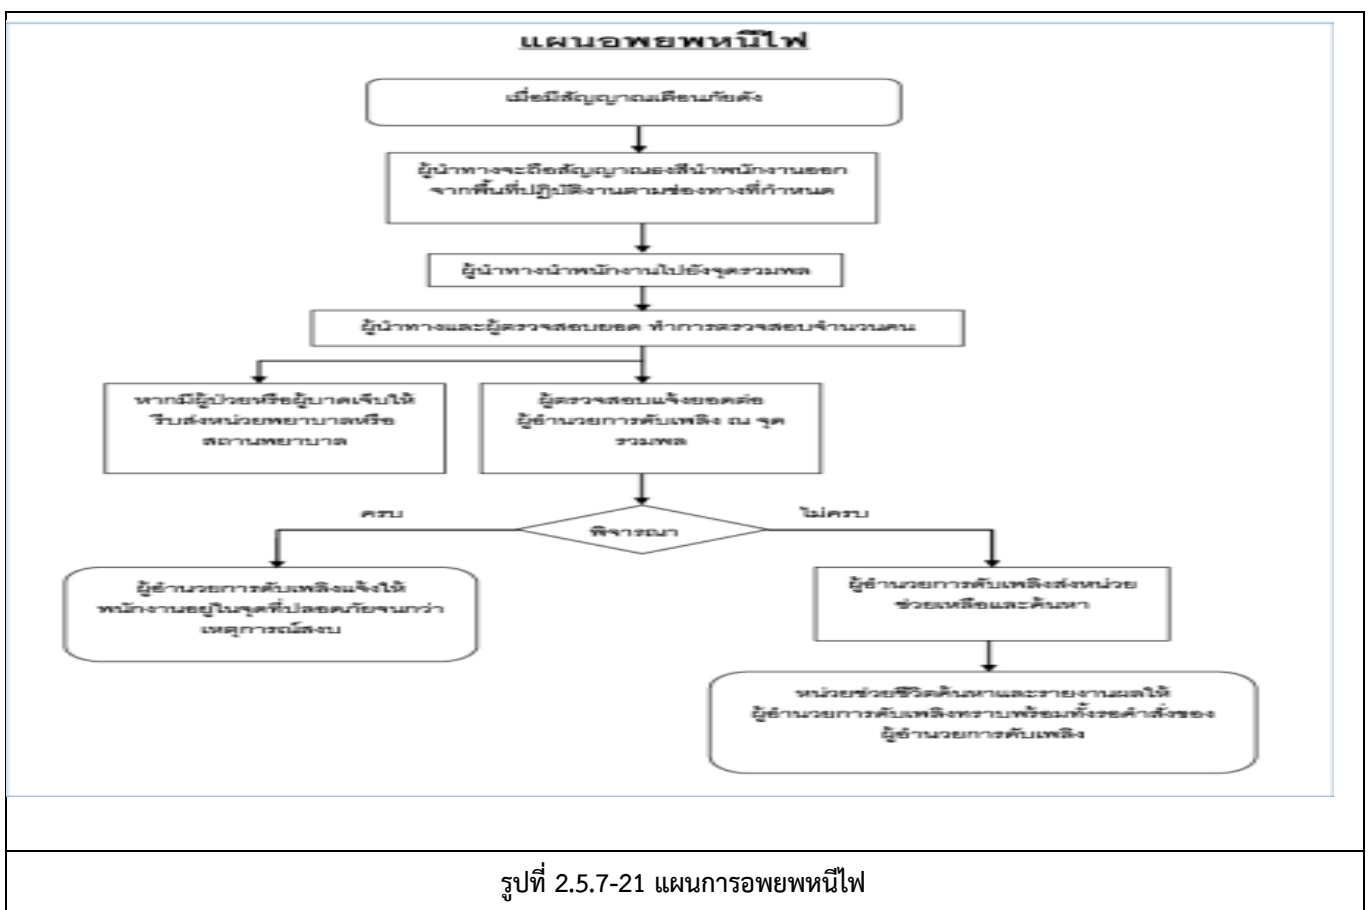 แผนอพยพหนีไฟ
เมื่อมีสัญญาณเตือนภัยดัง
ผู้นำทางจะถือสัญญาณธงสีนำพนักงานออก
จากพื้นที่ปฏิบัติงานตามช่องทางที่กำหนด
ผู้นำทางนำพนักงานไปยังจุดรวมพล
ผู้นำทางและผู้ตรวจสอบยอด ทำการตรวจสอบจำนวนคน
หากมีผู้ป่วยหรือผู้บาดเจ็บให้
รีบส่งหน่วยพยาบาลหรือ
สถานพยาบาล
ผู้ตรวจสอบแจ้งยอดต่อ
ผู้อำนวยการดับเพลิง ณ จุด
รวมพล
ครบ
พิจารณา
ไม่ครบ
ผู้อำนวยการดับเพลิงแจ้งให้
พนักงานอยู่ในจุดที่ปลอดภัยจนกว่า
เหตุการณ์สงบ
ผู้อำนวยการดับเพลิงส่งหน่วย
ช่วยเหลือและค้นหา
หน่วยช่วยชีวิตค้นหาและรายงานผลให้
ผู้อำนวยการดับเพลิงทราบพร้อมทั้งรอคำสั่งของ
ผู้อำนวยการดับเพลิง
รูปที่ 2.5.7-21 แผนการอพยพหนีไฟ